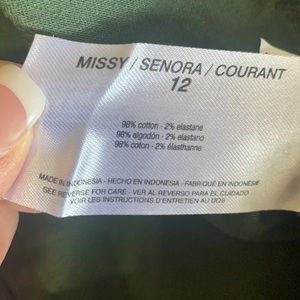 MISSY / SENORA / COURANT
12
98% cotton - 2% elastane
98% algodón - 2% elastano
98% coton - 2% élasthanne
MADE IN INDONESIA - HECHO EN INDONESIA - FABRIQUÉ EN INDONÉSIE
SEE REVERSE FOR CARE - VER AL REVERSO PARA EL CUIDADO
VOIR LES INSTRUCTIONS D'ENTRETIEN AU DOS